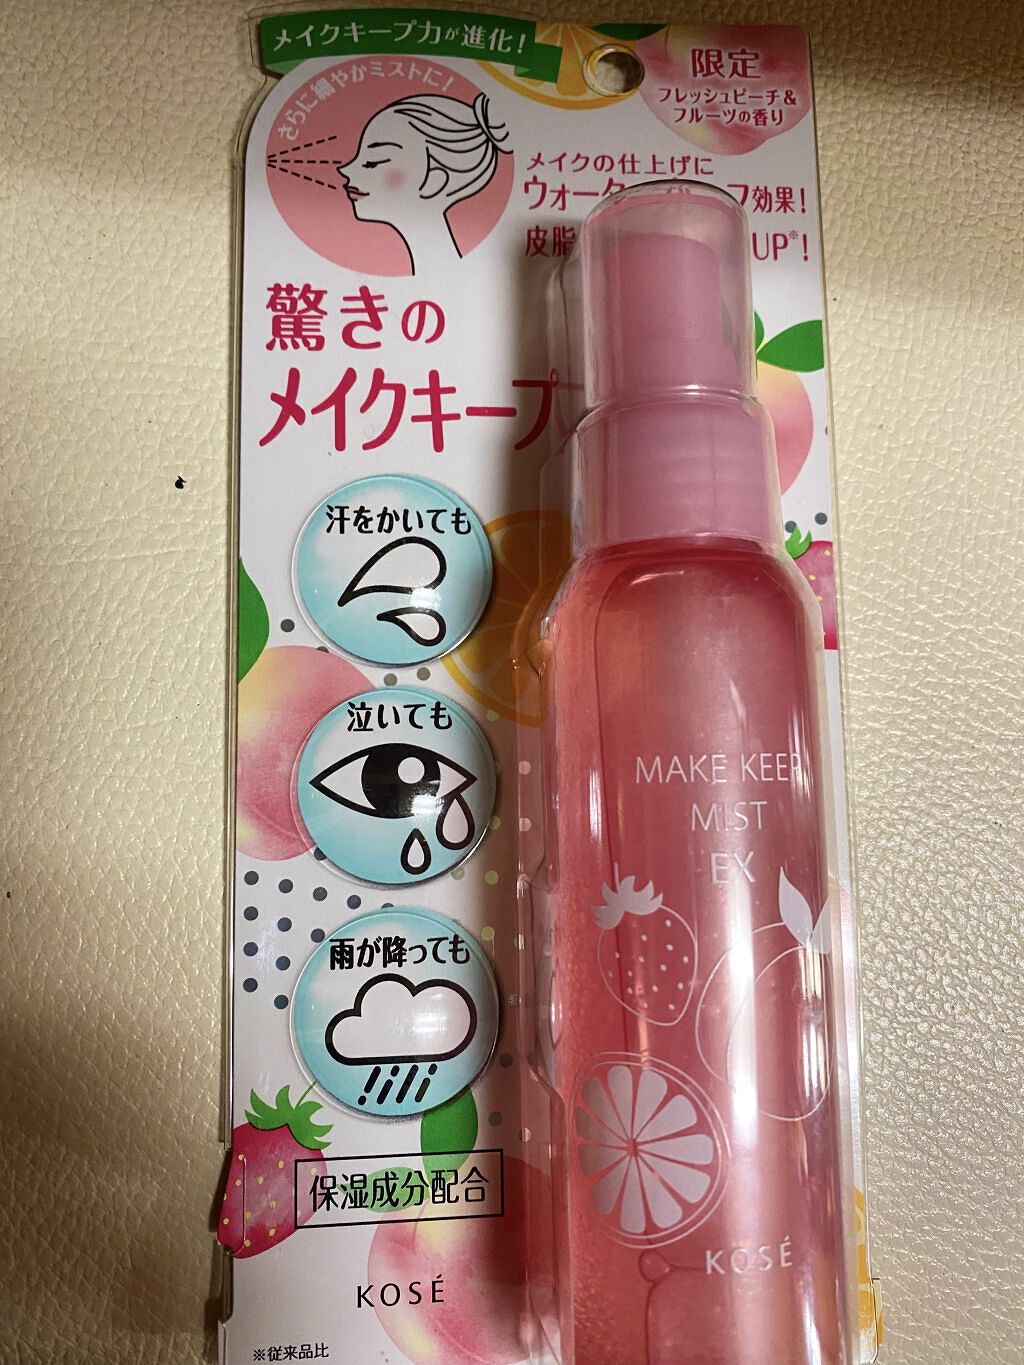 メイクキープ力が進化!
さらに細やかミストに!
限定
フレッシュピーチ&
フルーツの香り
メイクの仕上げに
ウォータ
フ効果!
皮脂
UP※!
驚きの
メイクキープ
汗をかいても
泣いても
雨が降っても
保湿成分配合
KOSÉ
※従来品比
MAKE KEEP
MIST
EX
KOSÉ